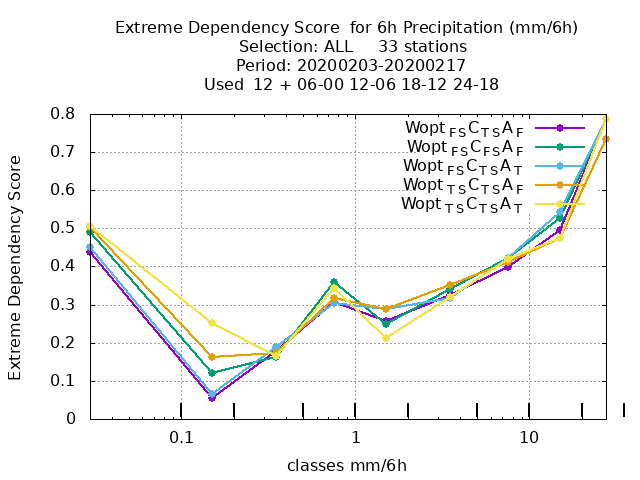 Extreme Dependency Score  for 6h Precipitation (mm/6h)
Selection: ALL     33 stations
Period: 20200203-20200217
Used  12 + 06-00 12-06 18-12 24-18
Extreme Dependency Score
0.8
0.7
0.6
0.5
0.4
0.3
0.2
0.1
0
Wopt FS C TS A F
Wopt FS C FS A F
Wopt FS C TS A T
Wopt TS C TS A F
Wopt TS C TS A T
0.1 1 10
classes mm/6h